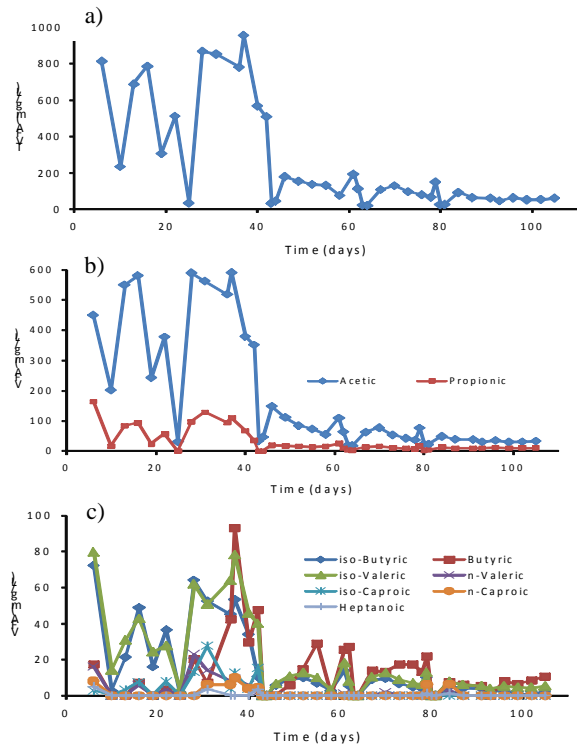 a)
1000
800
600
400
200
0
0 20 40 60 80 100
Time (days)
b)
600
500
400
300
200
100
0
Acetic Propionic
0 20 40 60 80 100
Time (days)
c)
100
80
60
40
20
0
iso-Butyric Butyric
iso-Valeric n-Valeric
iso-Caproic n-Caproic
Heptanoic
0 20 40 60 80 100
Time (days)